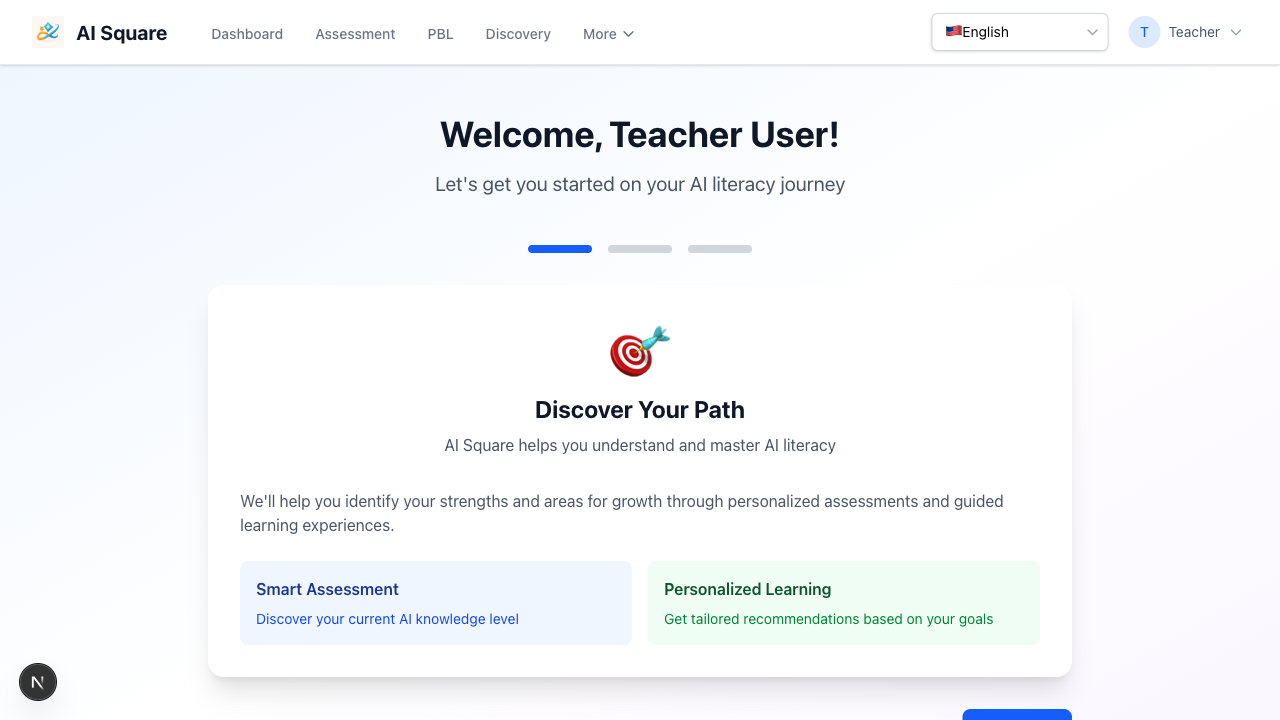 AI Square
Dashboard
Assessment
PBL
Discovery
More
English
T
Teacher
Welcome, Teacher User!
Let's get you started on your AI literacy journey
Discover Your Path
AI Square helps you understand and master AI literacy
We'll help you identify your strengths and areas for growth through personalized assessments and guided
learning experiences.
Smart Assessment
Discover your current AI knowledge level
Personalized Learning
Get tailored recommendations based on your goals
N